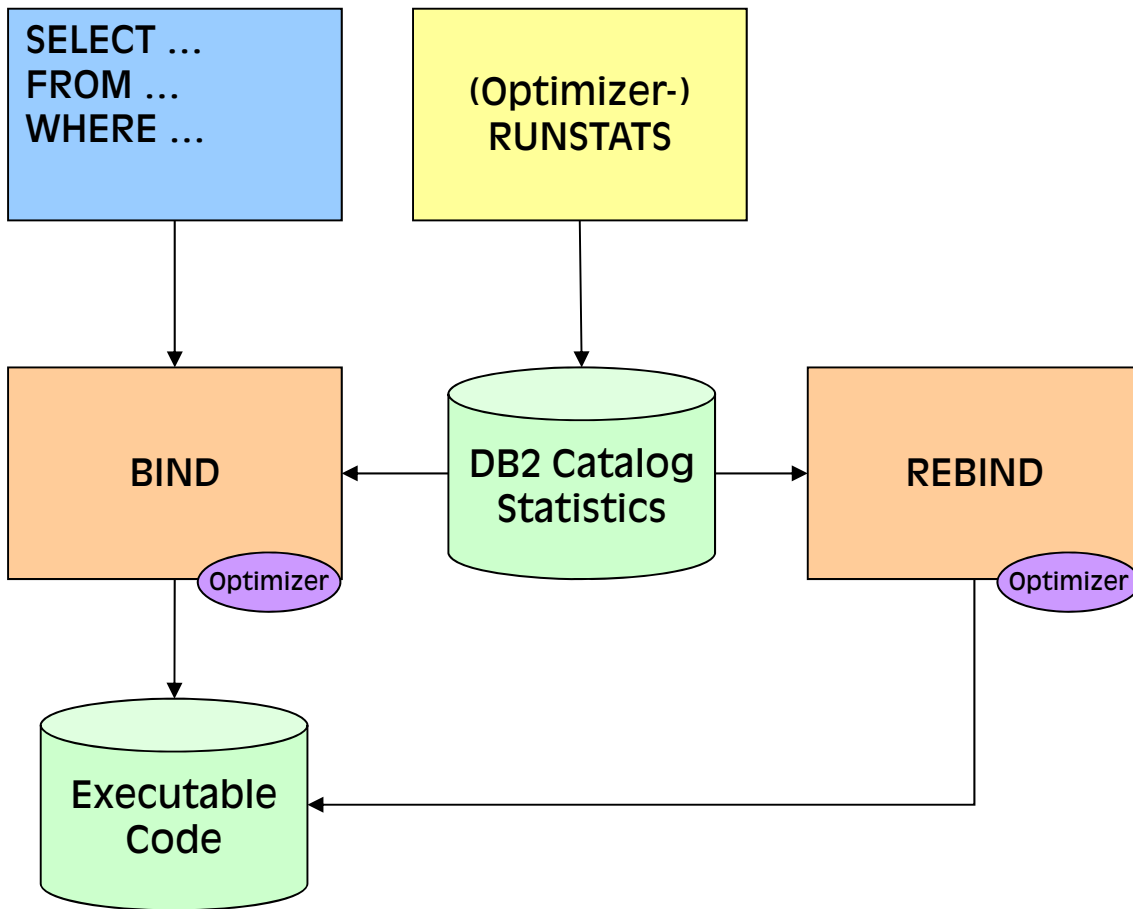 SELECT ...
FROM ...
WHERE ...
(Optimizer-)
RUNSTATS
BIND
Optimizer
DB2 Catalog
Statistics
REBIND
Optimizer
Executable
Code